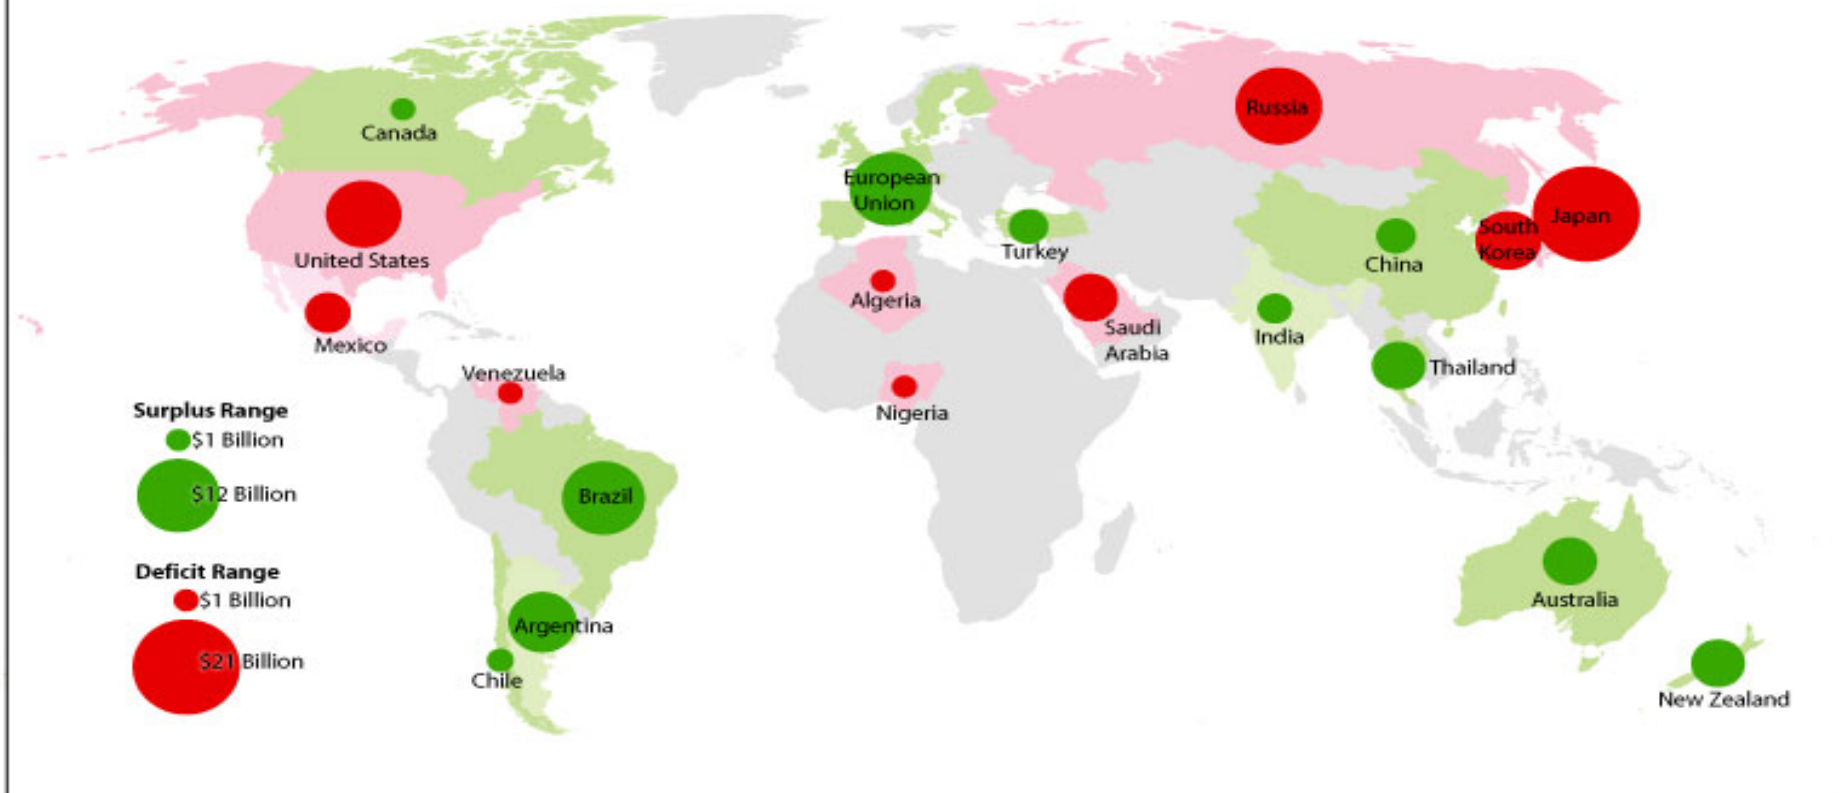 Canada
Russia
European
Union
Japan
South
Korea
United States
Turkey
China
Algeria
Saudi
Arabia
India
Mexico
Venezuela
Thailand
Nigeria
Surplus Range
$1 Billion
$12 Billion
Brazil
Deficit Range
$1 Billion
$21 Billion
Argentina
Chile
Australia
New Zealand